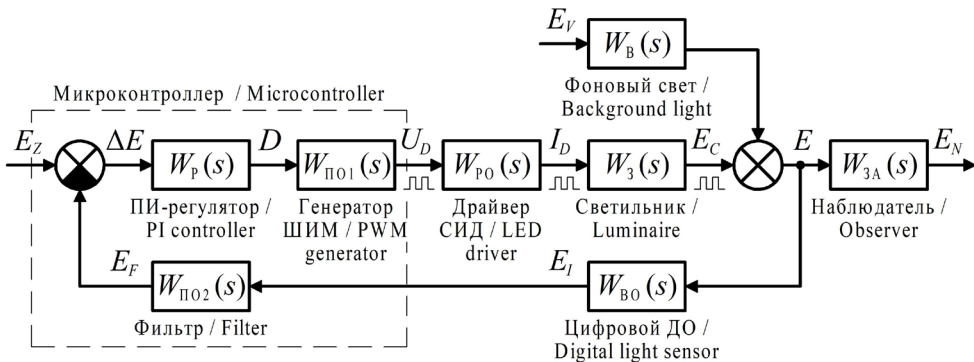 E_V
W_В(s)
Фоновый свет /
Background light
Микроконтроллер / Microcontroller
E_Z
ΔE
W_Р(s)
D
W_ПО1(s)
U_D
W_РО(s)
I_D
W_З(s)
E_C
E
W_ЗА(s)
E_N
ПИ-регулятор /
PI controller
Генератор
ШИМ / PWM
generator
Драйвер
СИД / LED
driver
Светильник /
Luminaire
Наблюдатель /
Observer
E_F
W_ПО2(s)
E_I
W_ВО(s)
Фильтр / Filter
Цифровой ДО /
Digital light sensor